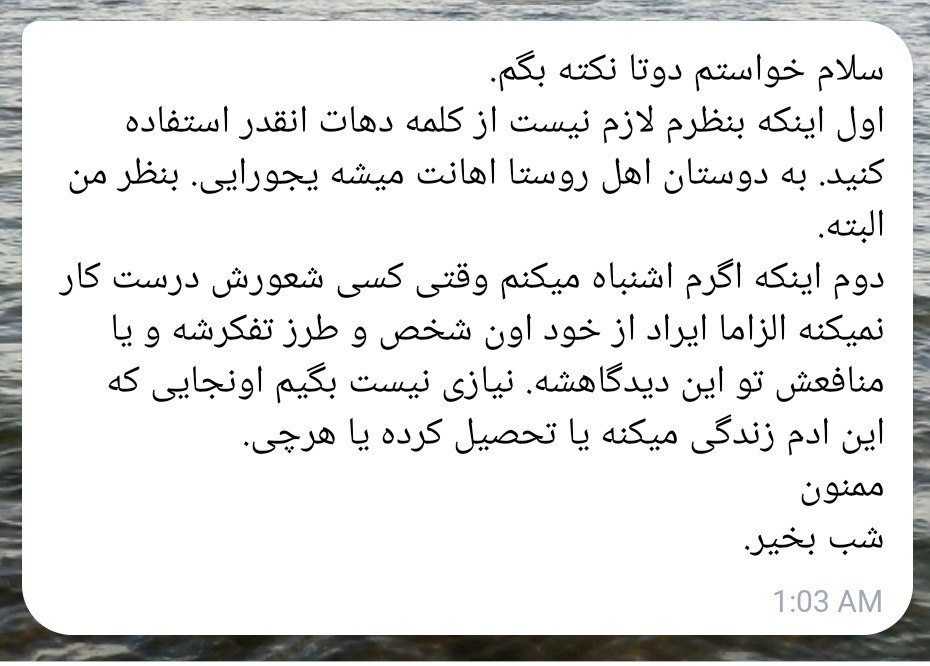 سلام خواستم دوتا نکته بگم.
اول اینکه بنظرم لازم نیست از کلمه دهات انقدر استفاده
کنید. به دوستان اهل روستا اهانت میشه یجورایی. بنظر من
البته.
دوم اینکه اگرم اشنباه میکنم وقتی کسی شعورش درست کار
نمیکنه الزاما ایراد از خود اون شخص و طرز تفکرشه و یا
منافعش تو این دیدگاهشه. نیازی نیست بگیم اونجایی که
این ادم زندگی میکنه یا تحصیل کرده یا هرچی.
ممنون
شب بخیر.
1:03 AM